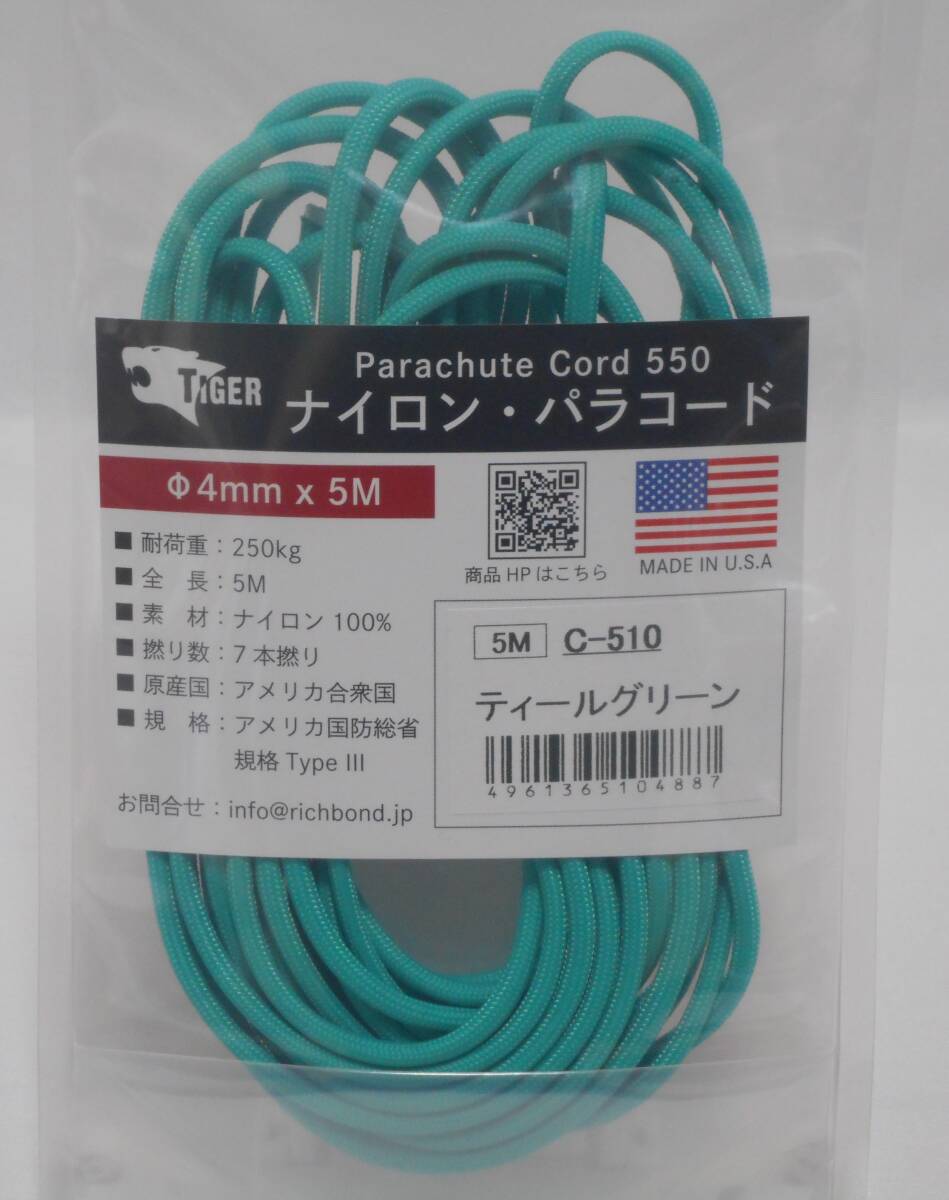 TIGER
Parachute Cord 550
ナイロン・パラコード
Φ4mm x 5M
■ 耐荷重：250kg
■ 全　長：5M
■ 素　材：ナイロン 100%
■ 撚り数：7 本撚り
■ 原産国：アメリカ合衆国
■ 規　格：アメリカ国防総省
規格 Type III
お問合せ：info@richbond.jp
商品 HP はこちら
MADE IN U.S.A
5M C-510
ティールグリーン
4961365104887